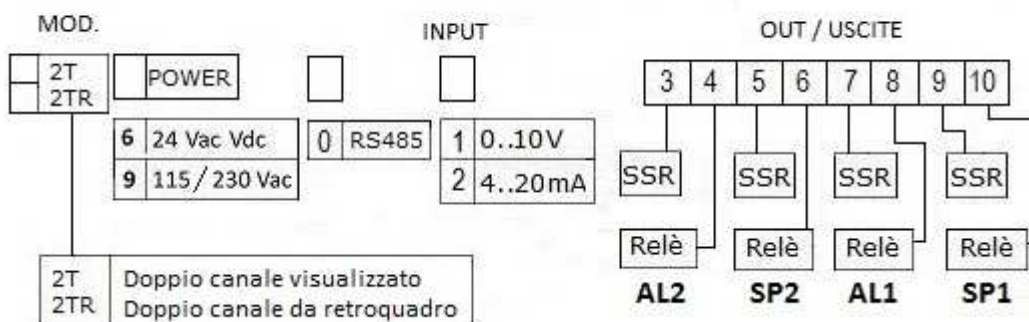 MOD.
INPUT
OUT / USCITE
2T
2TR
POWER
3 4 5 6 7 8 9 10
6 24 Vac Vdc
9 115/230 Vac
0 RS485
1 0..10V
2 4..20mA
SSR SSR SSR SSR
Relè Relè Relè Relè
AL2 SP2 AL1 SP1
2T Doppio canale visualizzato
2TR Doppio canale da retroquadro